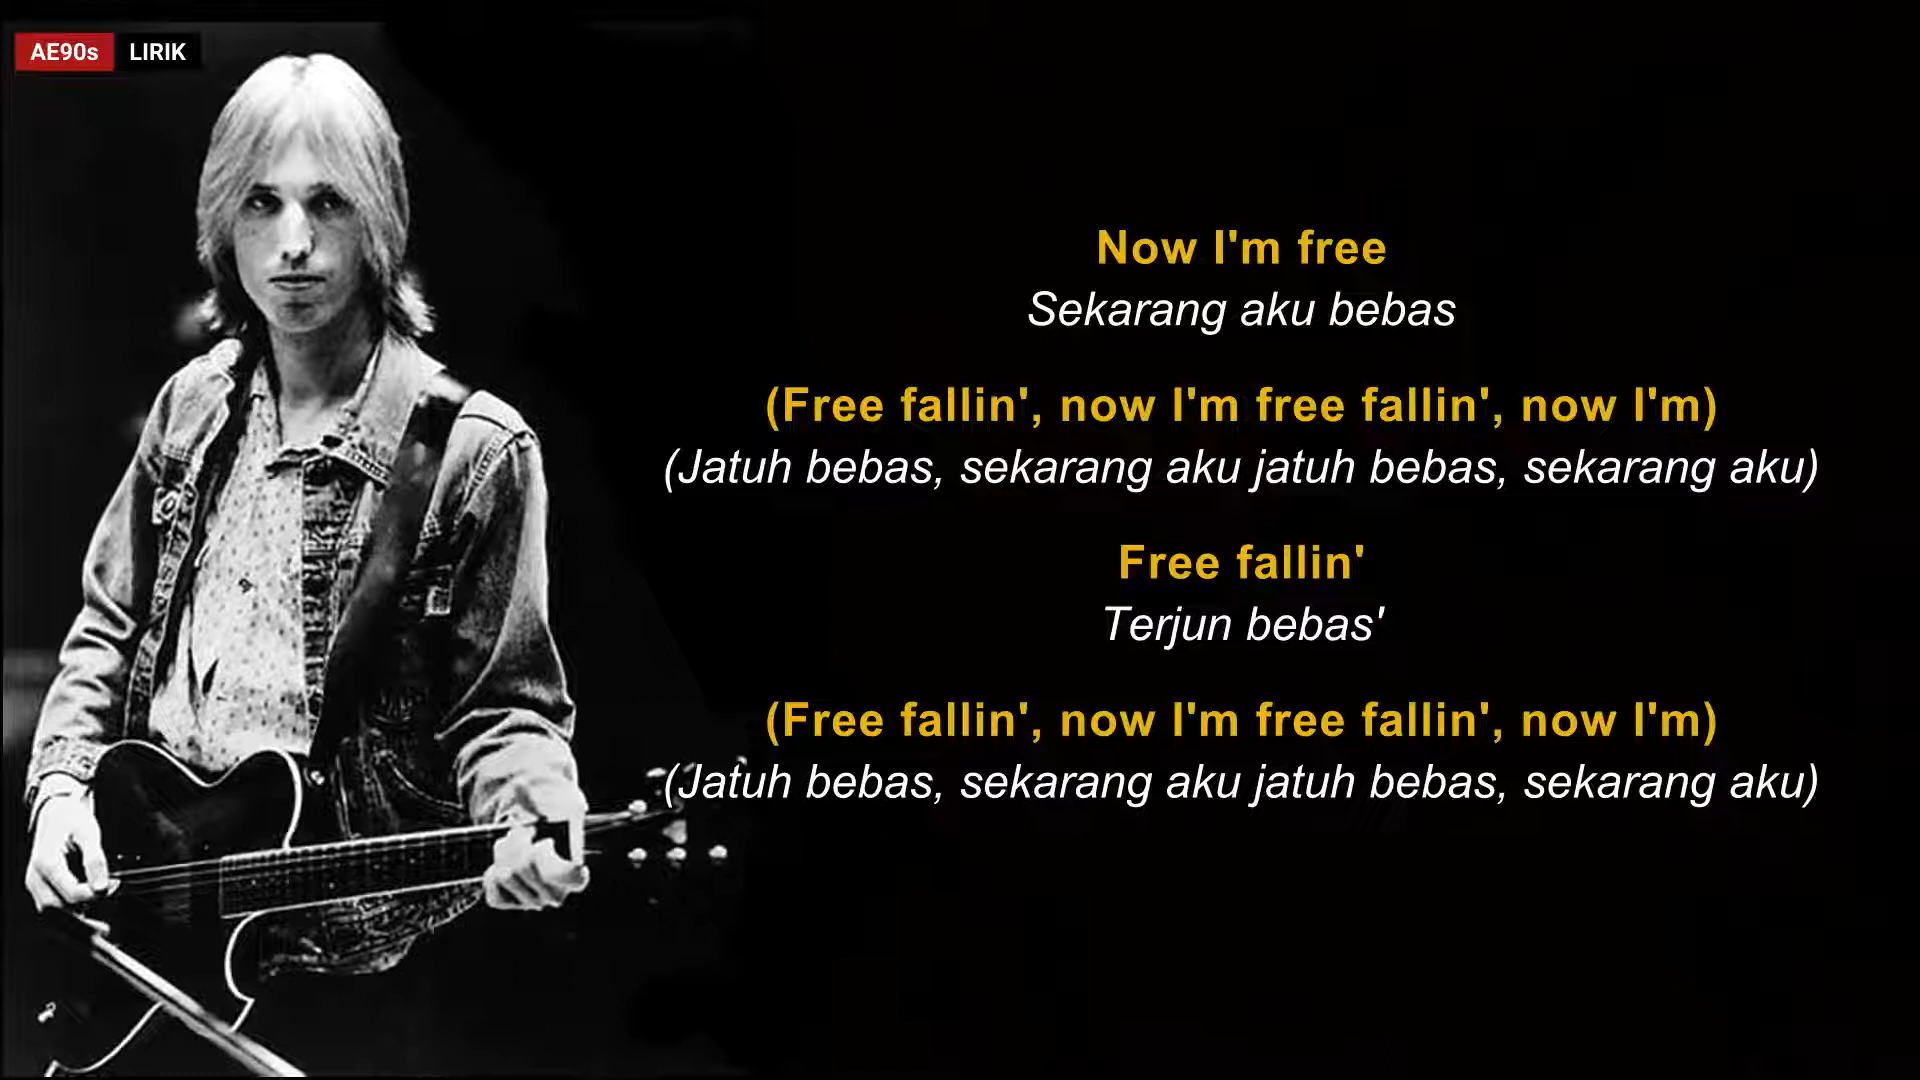 AE90s LIRIK
Now I'm free
Sekarang aku bebas
(Free fallin', now I'm free fallin', now I'm)
(Jatuh bebas, sekarang aku jatuh bebas, sekarang aku)
Free fallin'
Terjun bebas'
(Free fallin', now I'm free fallin', now I'm)
(Jatuh bebas, sekarang aku jatuh bebas, sekarang aku)